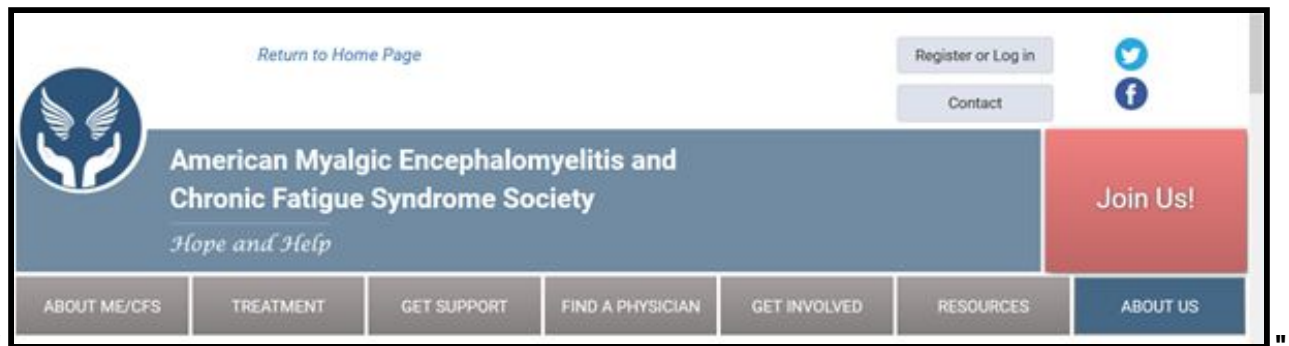 Return to Home Page
Register or Log in
Contact
f
American Myalgic Encephalomyelitis and
Chronic Fatigue Syndrome Society
Hope and Help
Join Us!
ABOUT ME/CFS TREATMENT GET SUPPORT FIND A PHYSICIAN GET INVOLVED RESOURCES ABOUT US
"